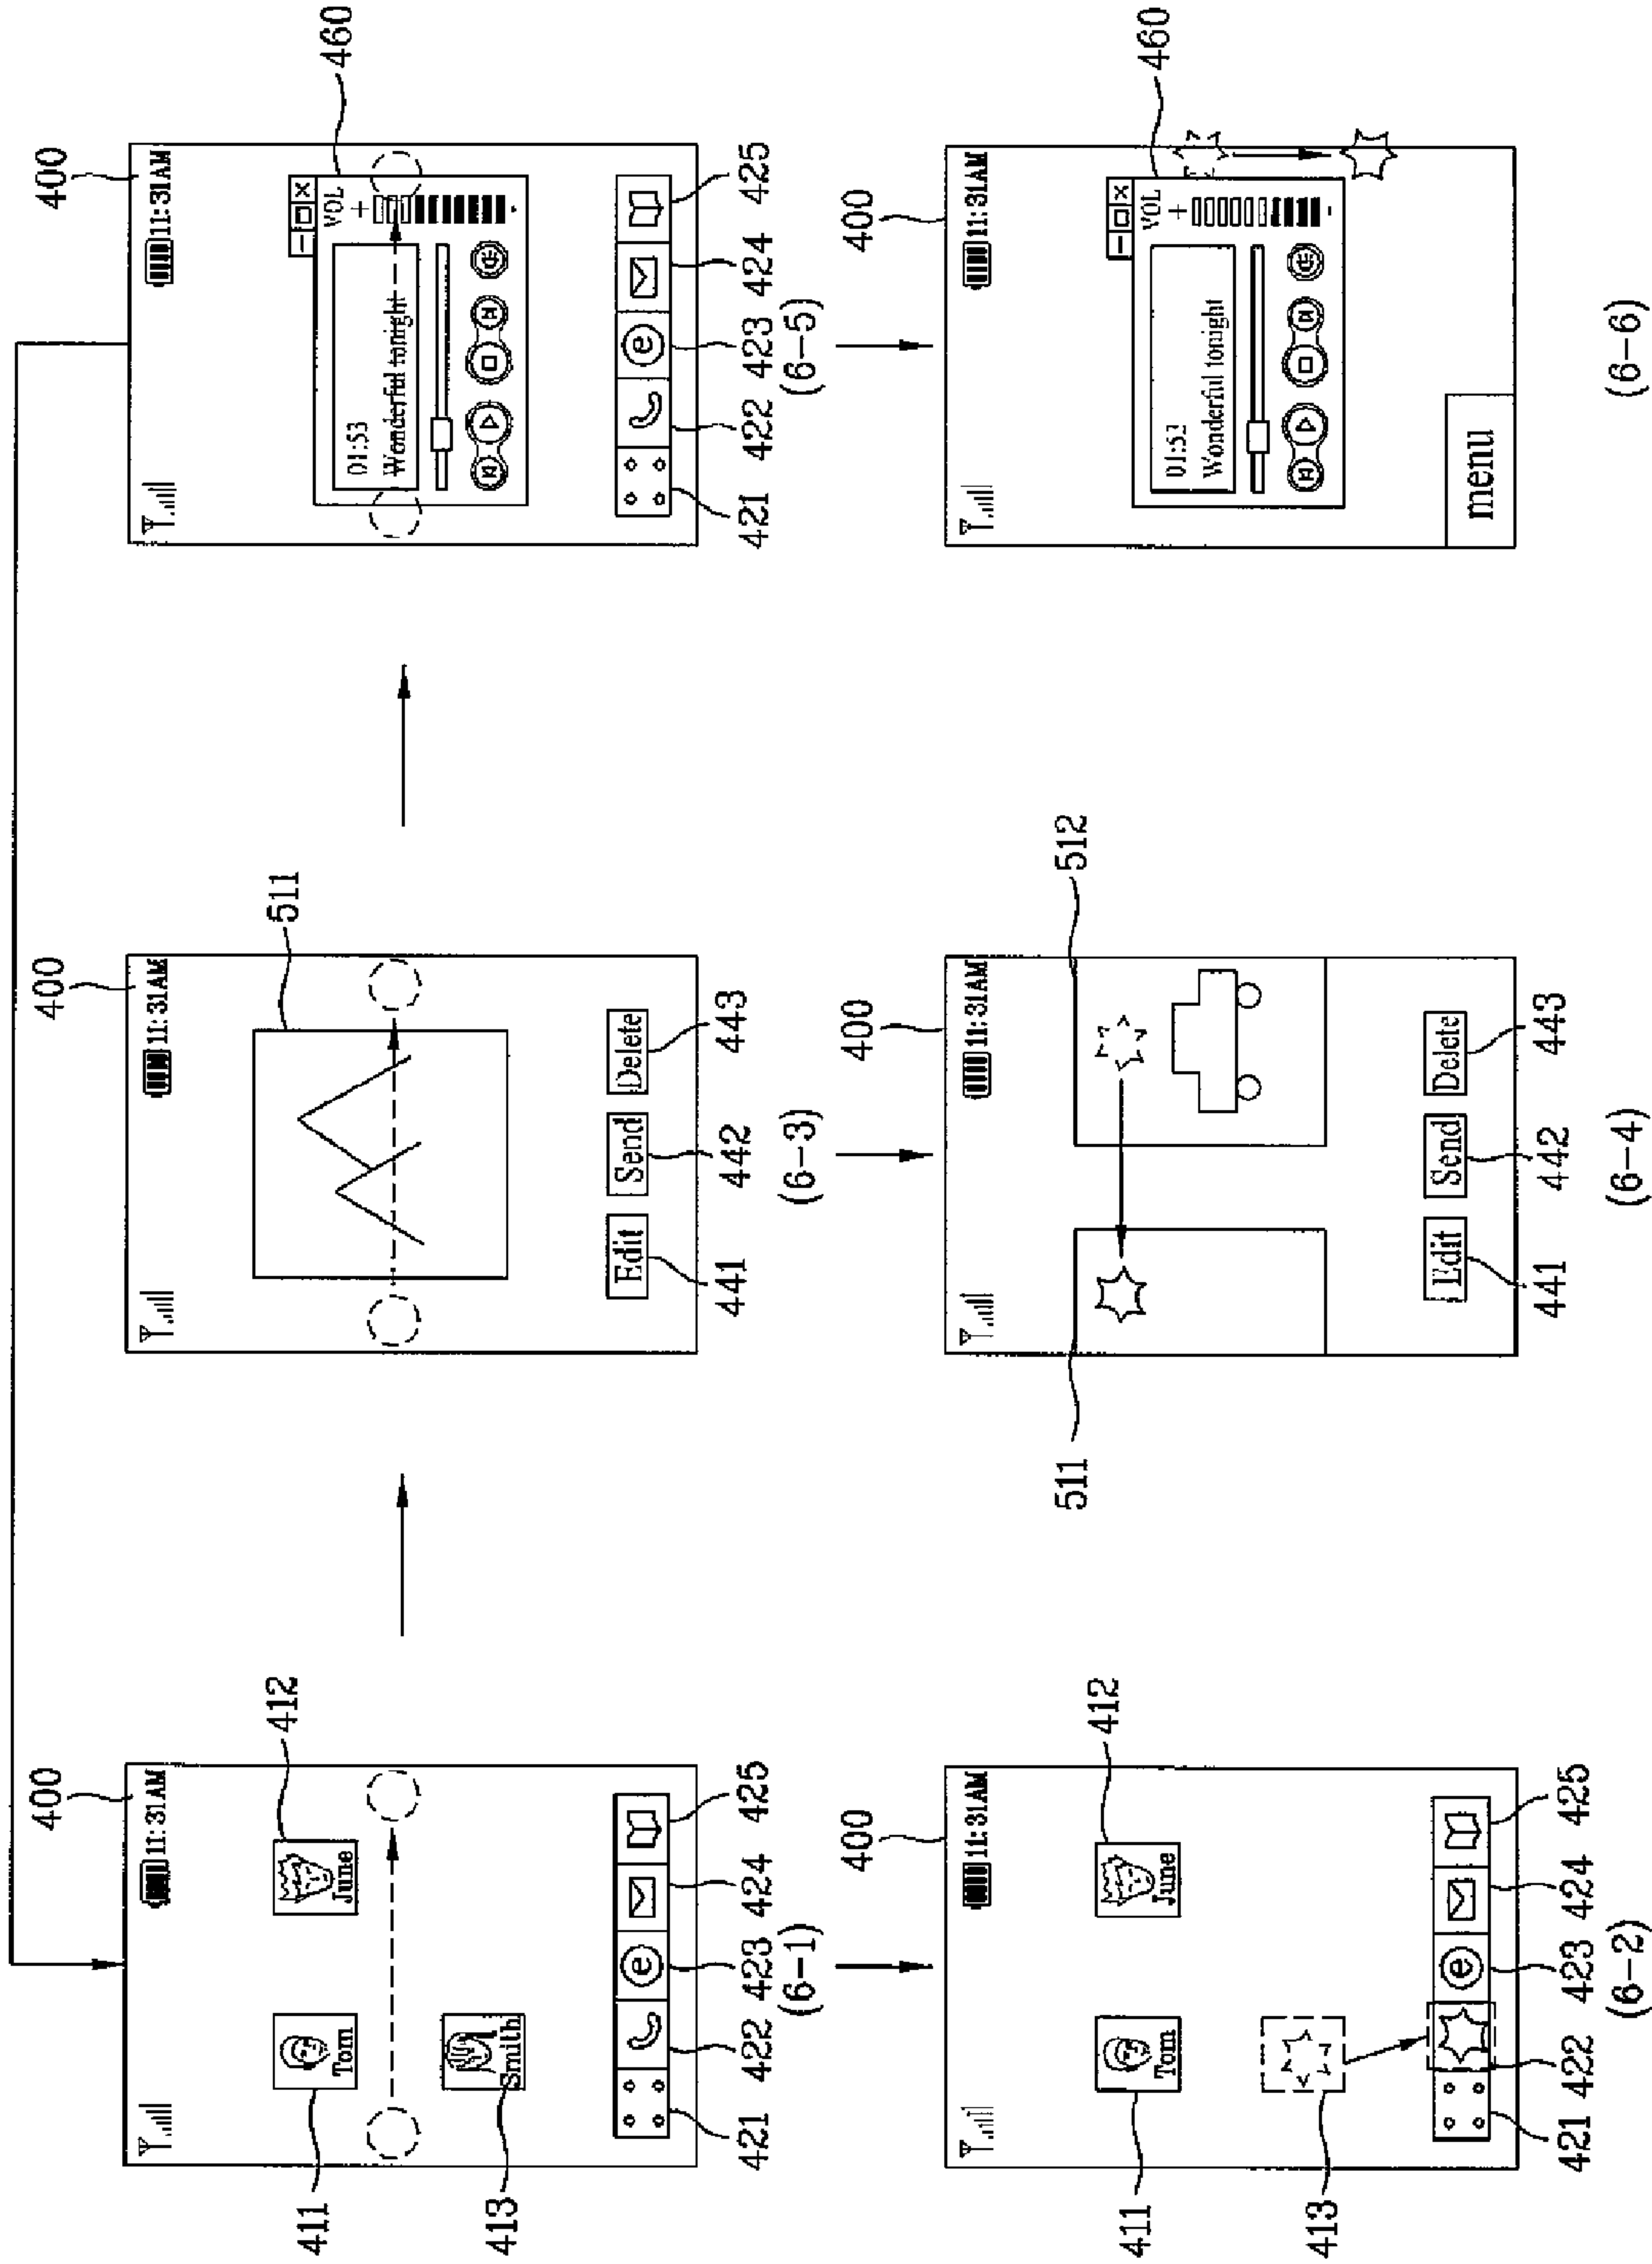 400
11:31AM
411
Tom
June
412
413
Smith
421 422 423 424 425
(6-1)
400
11:31AM
511
Edit Send Delete
441 442 443
(6-3)
400
11:31AM
460
01:53
Wonderful tonight
VOL
+
-
e
421 422 423 424 425
(6-5)
400
11:31AM
411
Tom
June
412
413
e
421 422 423 424 425
(6-2)
400
11:31AM
511
512
Edit Send Delete
441 442 443
(6-4)
400
11:31AM
460
01:52
Wonderful tonight
VOL
+
-
menu
(6-6)